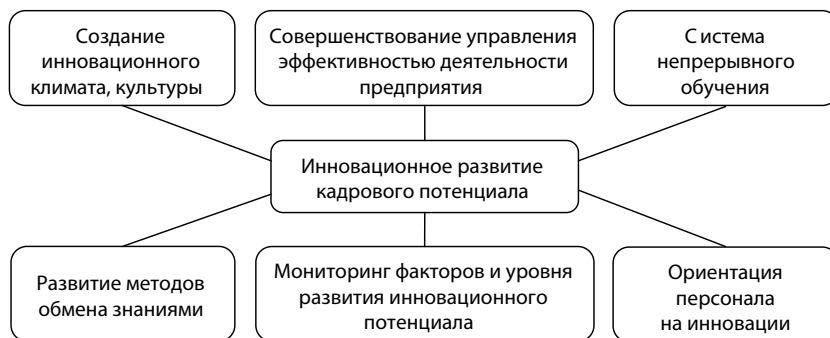 Создание
инновационного
климата, культуры
Совершенствование управления
эффективностью деятельности
предприятия
Система
непрерывного
обучения
Инновационное развитие
кадрового потенциала
Развитие методов
обмена знаниями
Мониторинг факторов и уровня
развития инновационного
потенциала
Ориентация
персонала
на инновации